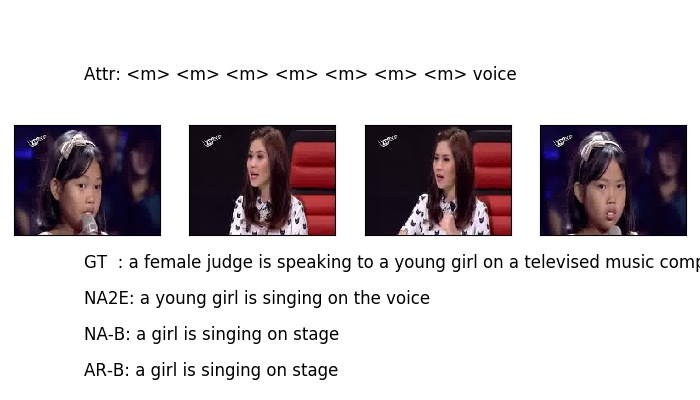 Attr: <m> <m> <m> <m> <m> <m> <m> voice
GT : a female judge is speaking to a young girl on a televised music
NA2E: a young girl is singing on the voice
NA-B: a girl is singing on stage
AR-B: a girl is singing on stage